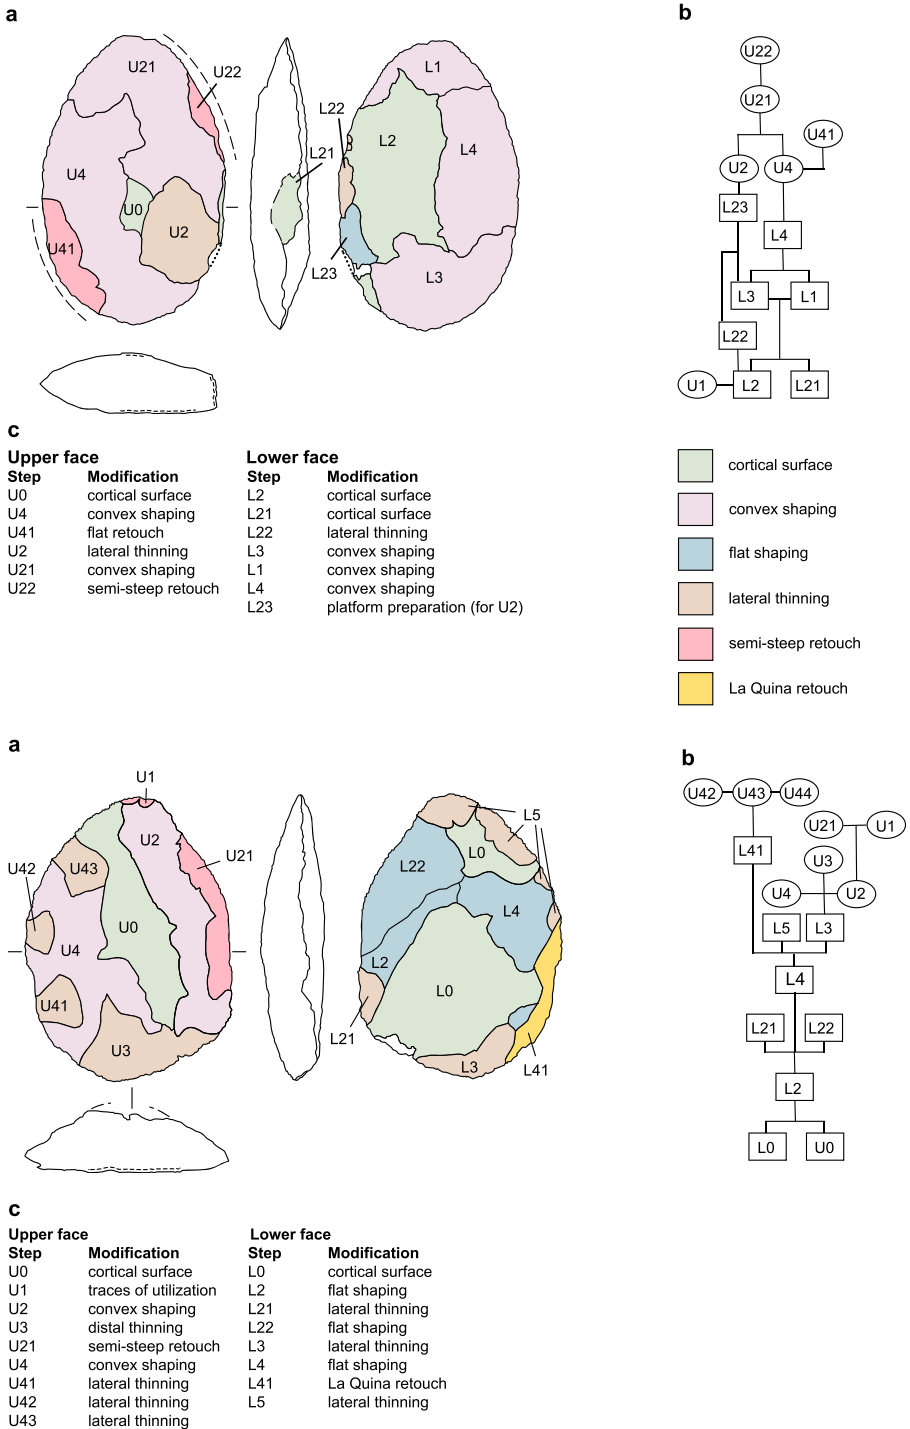 a
U21
U22
U4
U0
U2
U41
L21
L22
L1
L2
L4
L23
L3
b
U22
U21
U41
U2
U4
L23
L4
L3
L1
L22
U1
L2
L21
c
Upper face
Step Modification
U0 cortical surface
U4 convex shaping
U41 flat retouch
U2 lateral thinning
U21 convex shaping
U22 semi-steep retouch
Lower face
Step Modification
L2 cortical surface
L21 cortical surface
L22 lateral thinning
L3 convex shaping
L1 convex shaping
L4 convex shaping
L23 platform preparation (for U2)
cortical surface
convex shaping
flat shaping
lateral thinning
semi-steep retouch
La Quina retouch
a
U1
U2
U21
U42
U43
U0
U4
U41
U3
L5
L0
L22
L4
L2
L0
L21
L3
L41
b
U42
U43
U44
U21
U1
L41
U3
U4
U2
L5
L3
L4
L21
L22
L2
L0
U0
c
Upper face
Step Modification
U0 cortical surface
U1 traces of utilization
U2 convex shaping
U3 distal thinning
U21 semi-steep retouch
U4 convex shaping
U41 lateral thinning
U42 lateral thinning
U43 lateral thinning
Lower face
Step Modification
L0 cortical surface
L2 flat shaping
L21 lateral thinning
L22 flat shaping
L3 lateral thinning
L4 flat shaping
L41 La Quina retouch
L5 lateral thinning